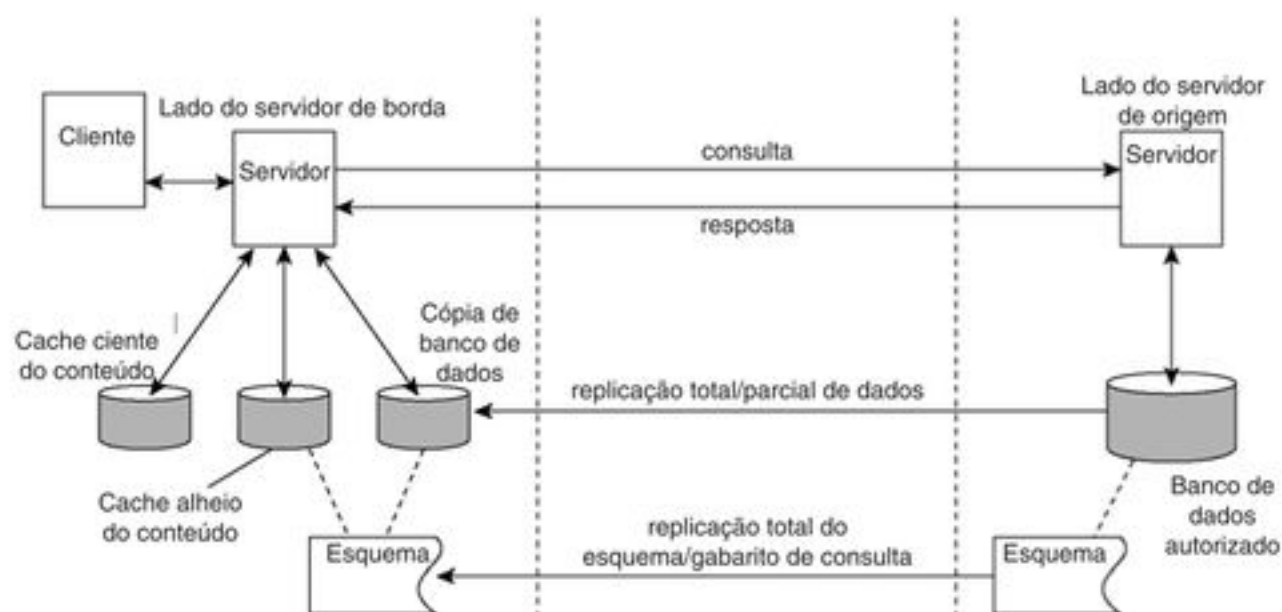 Cliente
Lado do servidor de borda
Servidor
consulta
resposta
Lado do servidor
de origem
Servidor
Cache ciente
do conteúdo
Cópia de
banco de
dados
replicação total/parcial de dados
Cache alheio
do conteúdo
Banco de
dados
autorizado
Esquema
replicação total do
esquema/gabarito de consulta
Esquema